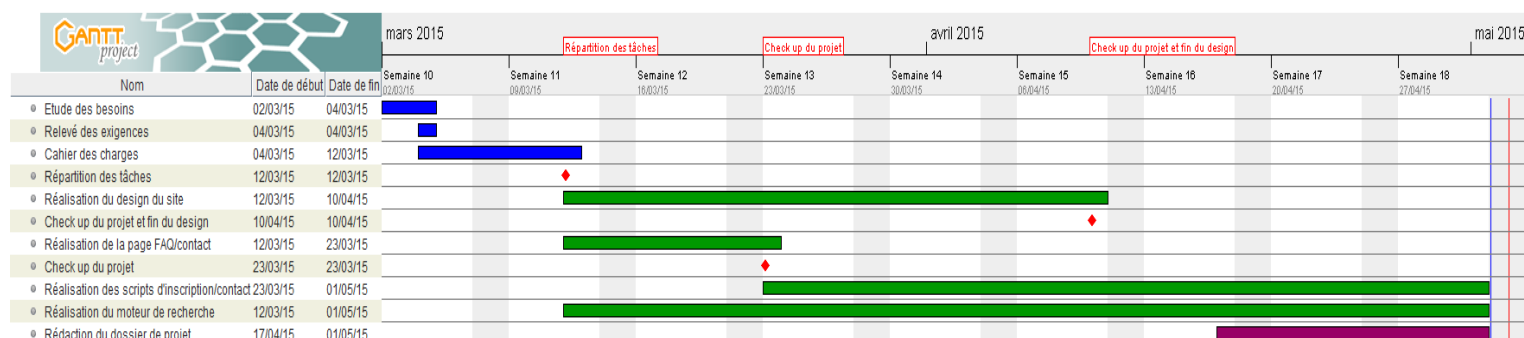 GANTT
project
mars 2015
avril 2015
mai 2015
Répartition des tâches
Check up du projet
Check up du projet et fin du design
Semaine 10
Semaine 11
Semaine 12
Semaine 13
Semaine 14
Semaine 15
Semaine 16
Semaine 17
Semaine 18
02/03/15
09/03/15
16/03/15
23/03/15
30/03/15
06/04/15
13/04/15
20/04/15
27/04/15
Nom Date de début Date de fin
Etude des besoins 02/03/15 04/03/15
Relevé des exigences 04/03/15 04/03/15
Cahier des charges 04/03/15 12/03/15
Répartition des tâches 12/03/15 12/03/15
Réalisation du design du site 12/03/15 10/04/15
Check up du projet et fin du design 10/04/15 10/04/15
Réalisation de la page FAQ/contact 12/03/15 23/03/15
Check up du projet 23/03/15 23/03/15
Réalisation des scripts d'inscription/contact 23/03/15 01/05/15
Réalisation du moteur de recherche 12/03/15 01/05/15
Rédaction du dossier de projet 17/04/15 01/05/15